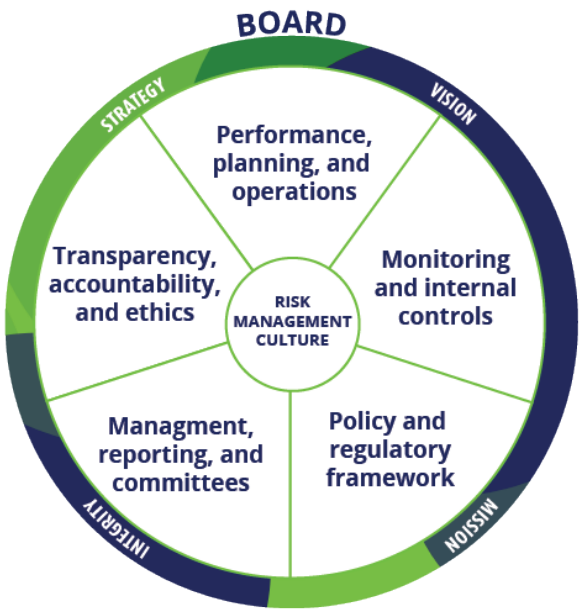 BOARD
STRATEGY
VISION
Performance,
planning, and
operations
Transparency,
accountability,
and ethics
Monitoring
and internal
controls
RISK
MANAGEMENT
CULTURE
Managment,
reporting, and
committees
Policy and
regulatory
framework
INTEGRITY
MISSION